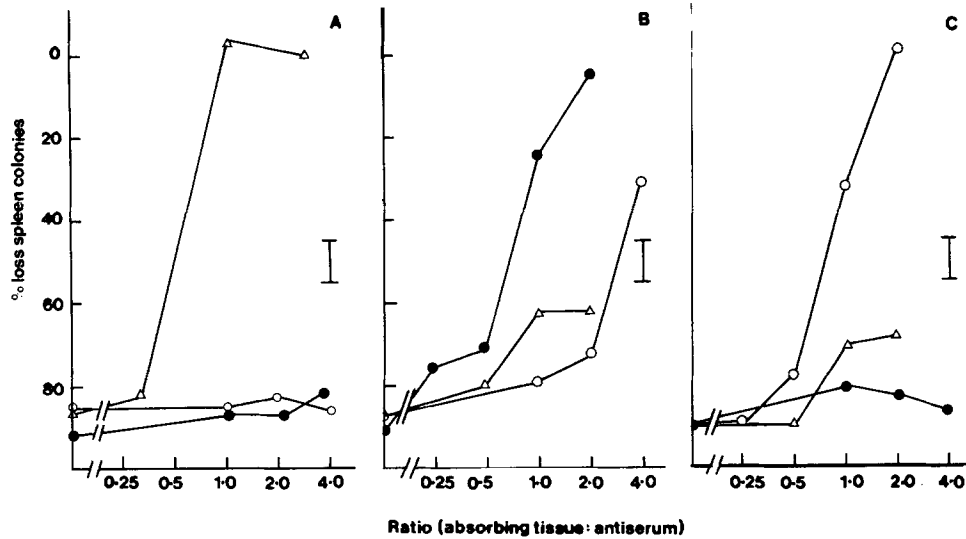 A
B
C
% loss spleen colonies
0
20
40
60
80
0·25 0·5 1·0 2·0 4·0
0·25 0·5 1·0 2·0 4·0
0·25 0·5 1·0 2·0 4·0
Ratio (absorbing tissue: antiserum)